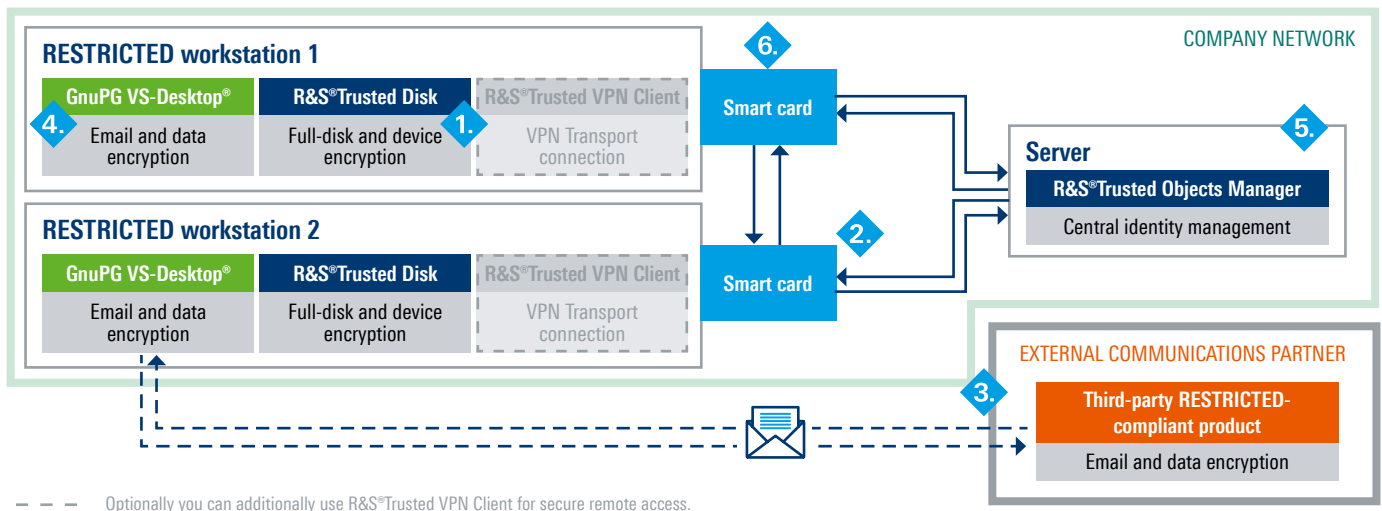 COMPANY NETWORK
RESTRICTED workstation 1
GnuPG VS-Desktop®
Email and data
encryption
4.
R&S®Trusted Disk
Full-disk and device
encryption
1.
R&S®Trusted VPN Client
VPN Transport
connection
6.
Smart card
5.
Server
R&S®Trusted Objects Manager
Central identity management
RESTRICTED workstation 2
GnuPG VS-Desktop®
Email and data
encryption
R&S®Trusted Disk
Full-disk and device
encryption
R&S®Trusted VPN Client
VPN Transport
connection
2.
Smart card
EXTERNAL COMMUNICATIONS PARTNER
3.
Third-party RESTRICTED-
compliant product
Email and data encryption
Optionally you can additionally use R&S®Trusted VPN Client for secure remote access.